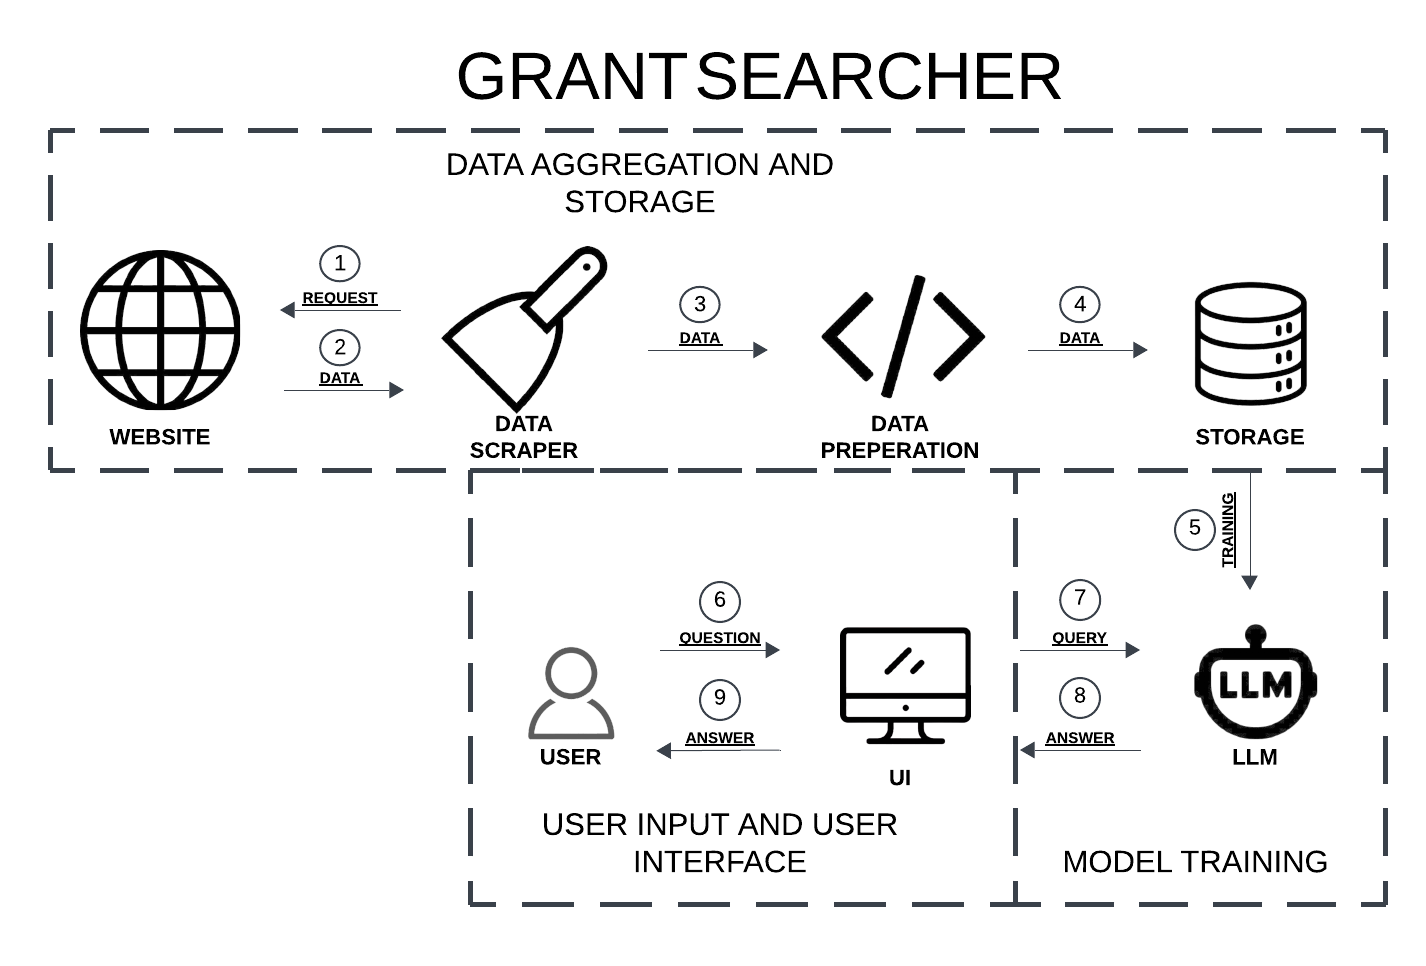 GRANT SEARCHER
DATA AGGREGATION AND
STORAGE
1
REQUEST
2
DATA
3
DATA
4
DATA
WEBSITE
DATA
SCRAPER
DATA
PREPERATION
STORAGE
5
TRAINING
6
QUESTION
7
QUERY
9
ANSWER
8
ANSWER
LLM
USER
UI
LLM
USER INPUT AND USER
INTERFACE
MODEL TRAINING